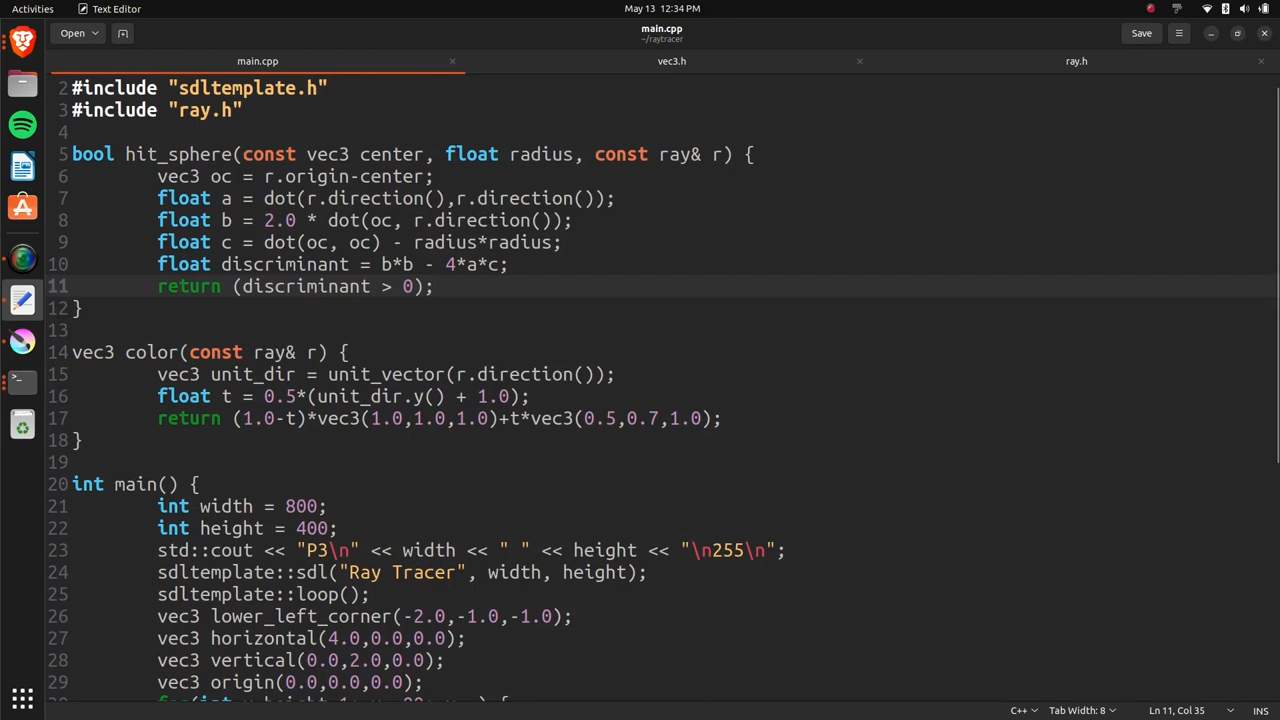 Activities Text Editor May 13 12:34 PM
Open main.cpp Save
~/raytracer
main.cpp vec3.h ray.h
2 #include "sdltemplate.h"
3 #include "ray.h"
4
5 bool hit_sphere(const vec3 center, float radius, const ray& r) {
6 vec3 oc = r.origin-center;
7 float a = dot(r.direction(),r.direction());
8 float b = 2.0 * dot(oc, r.direction());
9 float c = dot(oc, oc) - radius*radius;
10 float discriminant = b*b - 4*a*c;
11 return (discriminant > 0);
12 }
13
14 vec3 color(const ray& r) {
15 vec3 unit_dir = unit_vector(r.direction());
16 float t = 0.5*(unit_dir.y() + 1.0);
17 return (1.0-t)*vec3(1.0,1.0,1.0)+t*vec3(0.5,0.7,1.0);
18 }
19
20 int main() {
21 int width = 800;
22 int height = 400;
23 std::cout << "P3\n" << width << " " << height << "\n255\n";
24 sdltemplate::sdl("Ray Tracer", width, height);
25 sdltemplate::loop();
26 vec3 lower_left_corner(-2.0,-1.0,-1.0);
27 vec3 horizontal(4.0,0.0,0.0);
28 vec3 vertical(0.0,2.0,0.0);
29 vec3 origin(0.0,0.0,0.0);
C++ Tab Width: 8 Ln 11, Col 35 INS